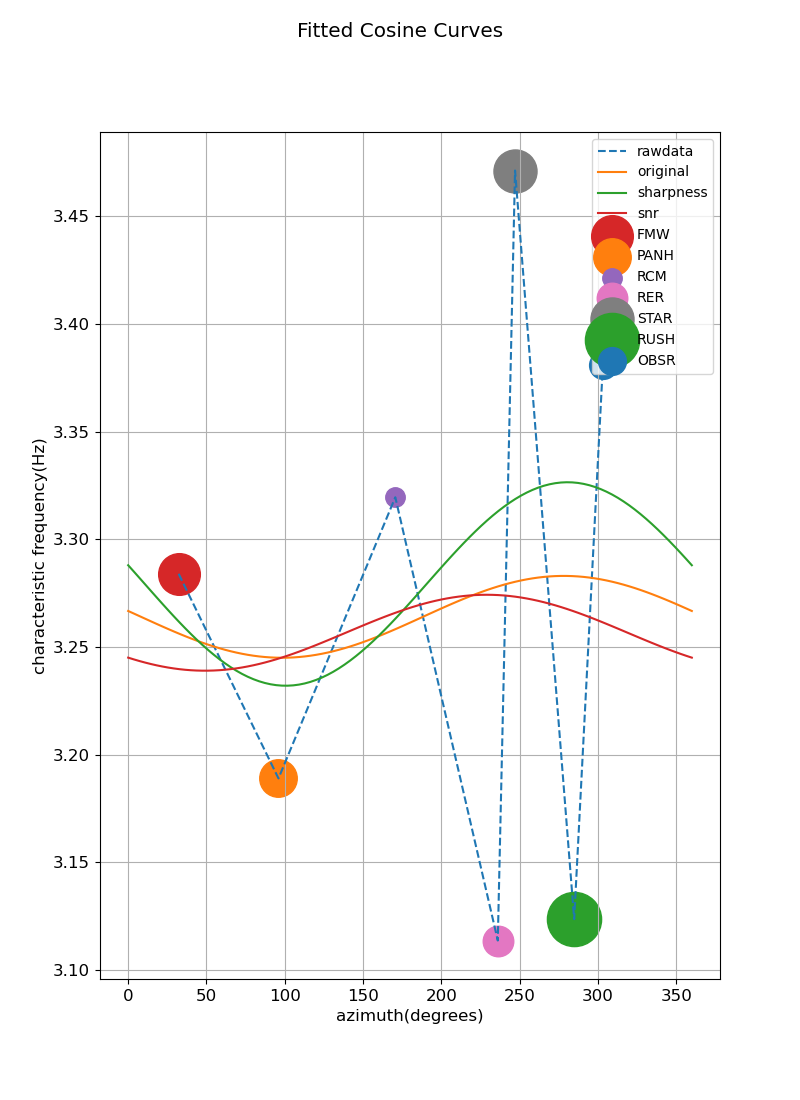 Fitted Cosine Curves
rawdata
original
sharpness
snr
FMW
PANH
RCM
RER
STAR
RUSH
OBSR
characteristic frequency(Hz)
3.45
3.40
3.35
3.30
3.25
3.20
3.15
3.10
0 50 100 150 200 250 300 350
azimuth(degrees)